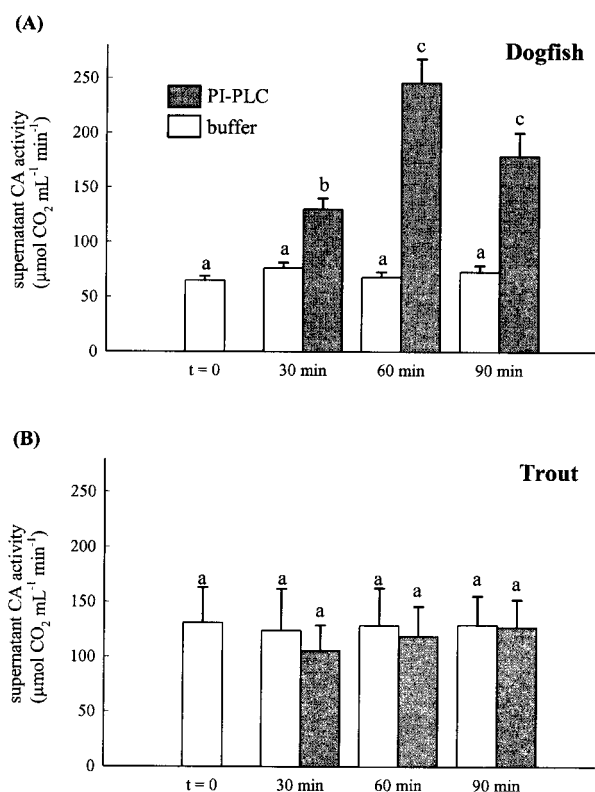 (A)
Dogfish
supernatant CA activity
(μmol CO₂ mL⁻¹ min⁻¹)
250
200
150
100
50
0
PI-PLC
buffer
a
a
b
a
c
a
c
t = 0
30 min
60 min
90 min
(B)
Trout
supernatant CA activity
(μmol CO₂ mL⁻¹ min⁻¹)
250
200
150
100
50
0
a
a
a
a
a
a
a
t = 0
30 min
60 min
90 min